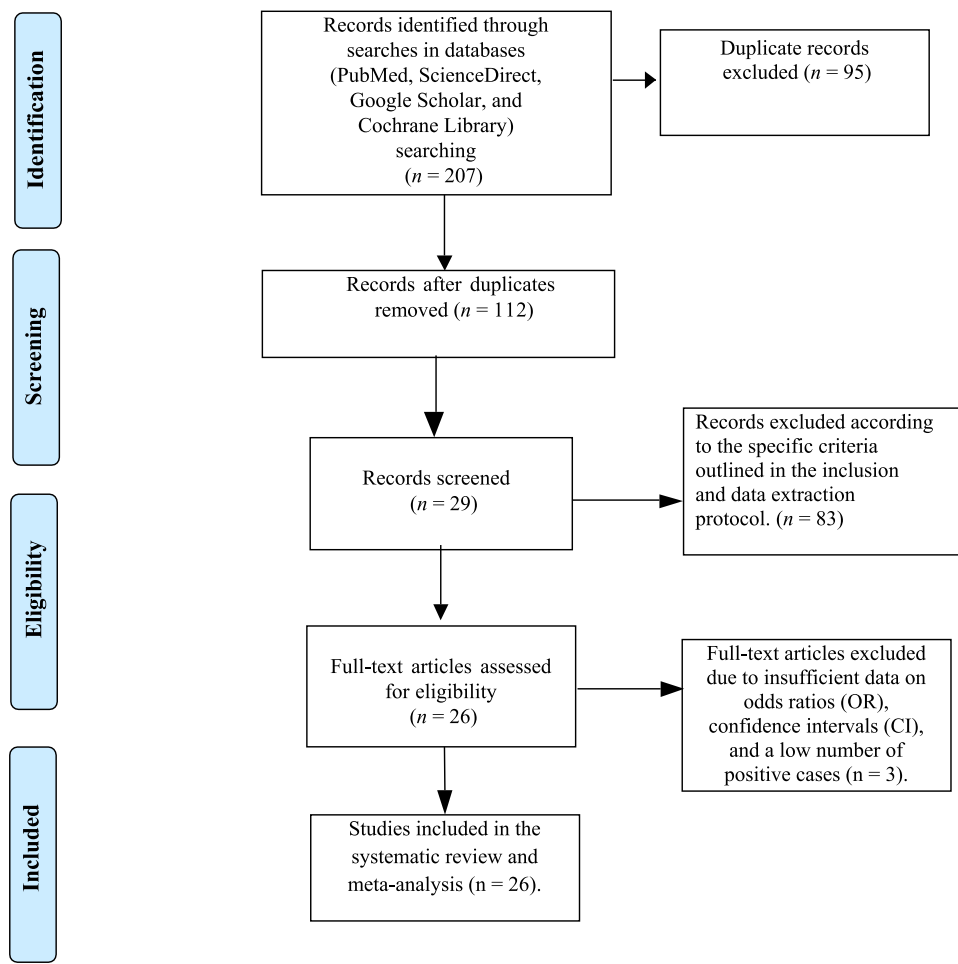 Identification
Records identified through
searches in databases
(PubMed, ScienceDirect,
Google Scholar, and
Cochrane Library)
searching
(n = 207)
Duplicate records
excluded (n = 95)
Screening
Records after duplicates
removed (n = 112)
Records screened
(n = 29)
Records excluded according
to the specific criteria
outlined in the inclusion
and data extraction
protocol. (n = 83)
Eligibility
Full-text articles assessed
for eligibility
(n = 26)
Full-text articles excluded
due to insufficient data on
odds ratios (OR),
confidence intervals (CI),
and a low number of
positive cases (n = 3).
Included
Studies included in the
systematic review and
meta-analysis (n = 26).